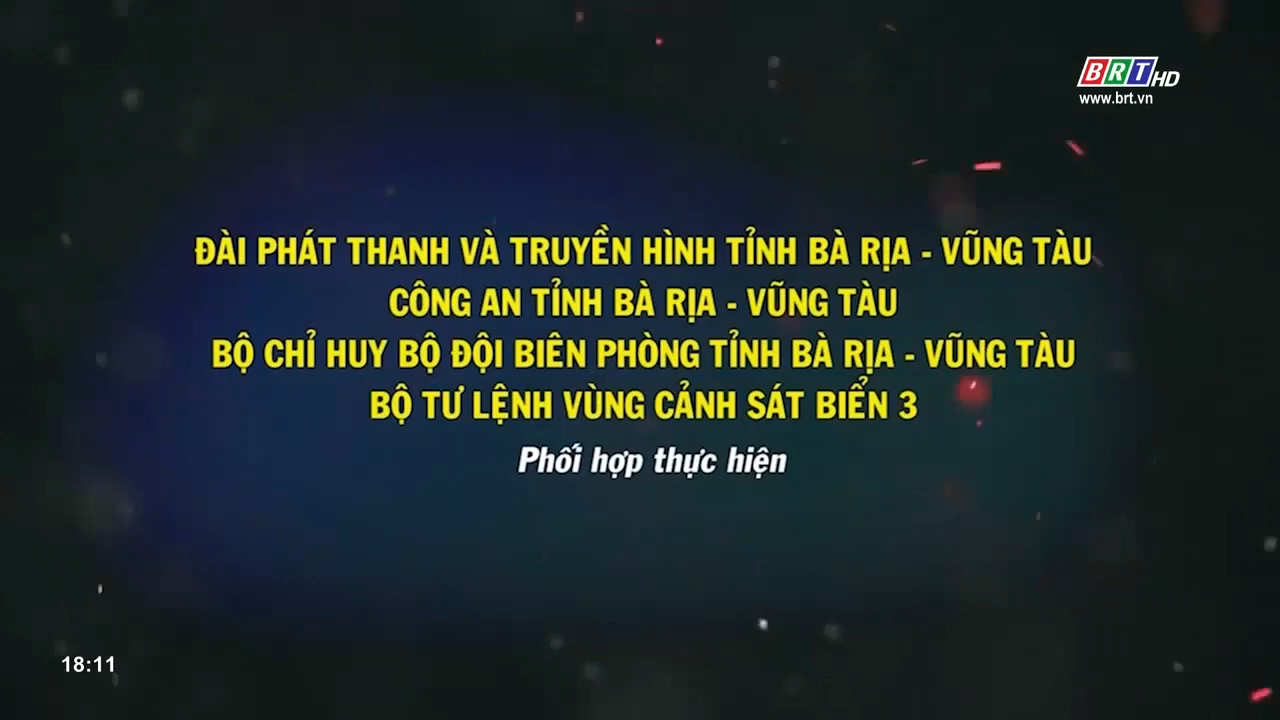 BRT HD
www.brt.vn
ĐÀI PHÁT THANH VÀ TRUYỀN HÌNH TỈNH BÀ RỊA - VŨNG TÀU
CÔNG AN TỈNH BÀ RỊA - VŨNG TÀU
BỘ CHỈ HUY BỘ ĐỘI BIÊN PHÒNG TỈNH BÀ RỊA - VŨNG TÀU
BỘ TƯ LỆNH VÙNG CẢNH SÁT BIỂN 3
Phối hợp thực hiện
18:11